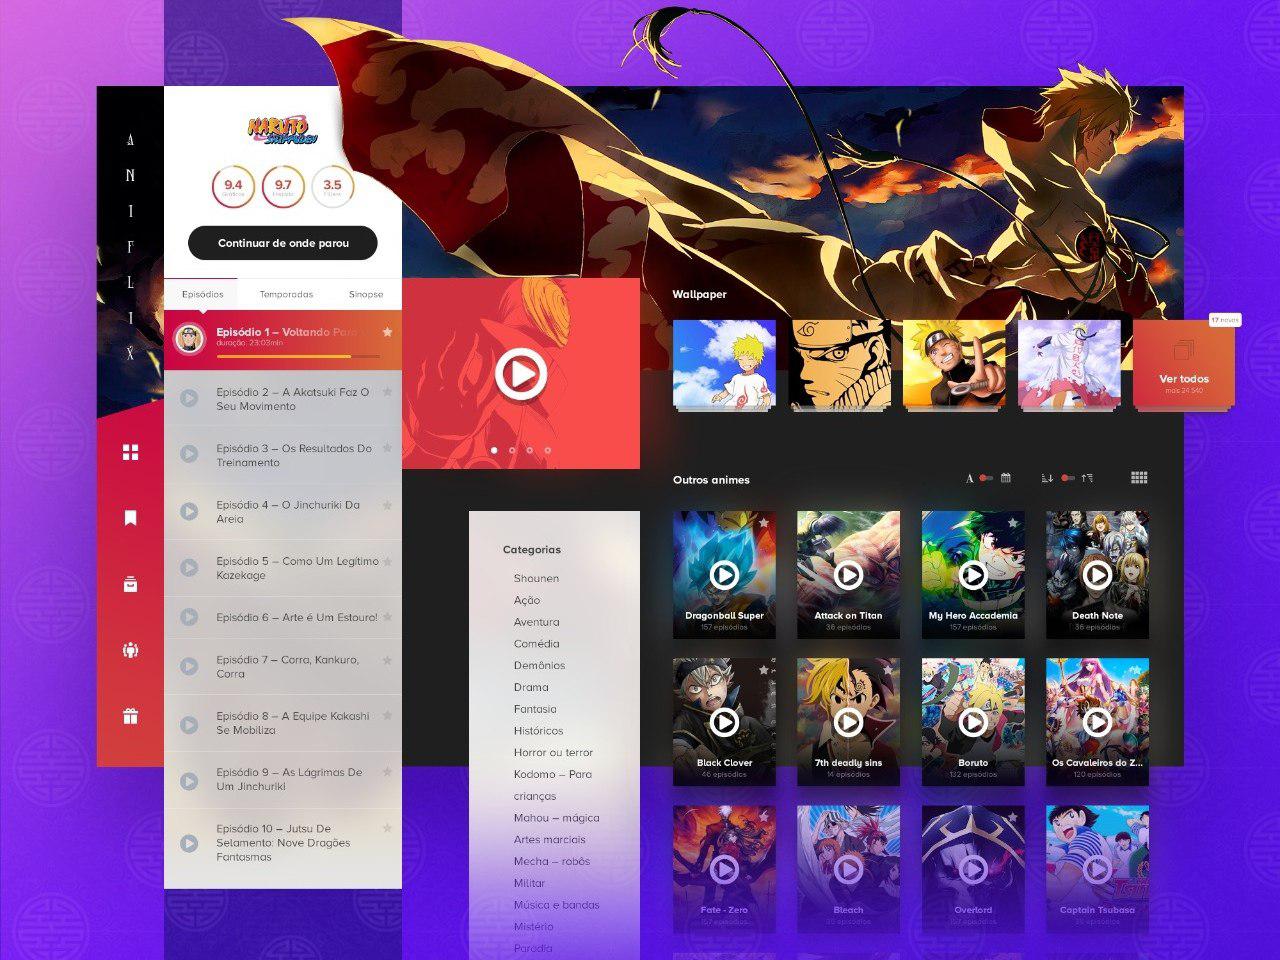 ANIFLIX
NARUTO
SHIPPUDEN
9.4
Gráficos
9.7
3.5
Fillers
Continuar de onde parou
Episódios
Temporadas
Sinopse
Episódio 1 – Voltando Para
duração: 23:03min
Episódio 2 – A Akatsuki Faz O
Seu Movimento
Episódio 3 – Os Resultados Do
Treinamento
Episódio 4 – O Jinchuriki Da
Areia
Episódio 5 – Como Um Legítimo
Kazekage
Episódio 6 – Arte é Um Estouro!
Episódio 7 – Corra, Kankuro,
Corra
Episódio 8 – A Equipe Kakashi
Se Mobiliza
Episódio 9 – As Lágrimas De
Um Jinchuriki
Episódio 10 – Jutsu De
Selamento: Nove Dragões
Fantasmas
Categorias
Shounen
Ação
Aventura
Comédia
Demônios
Drama
Fantasia
Históricos
Horror ou terror
Kodomo – Para
crianças
Mahou – mágica
Artes marciais
Mecha – robôs
Militar
Música e bandas
Mistério
Parodia
Wallpaper
17 novos
Ver todos
mais 24 540
Outros animes
A
Dragonball Super
157 episódios
Attack on Titan
36 episódios
My Hero Accademia
157 episódios
Death Note
36 episódios
Black Clover
46 episódios
7th deadly sins
14 episódios
Boruto
132 episódios
Os Cavaleiros do Z...
120 episódios
Fate - Zero
157 episódios
Bleach
Overlord
157 episódios
Captain Tsubasa